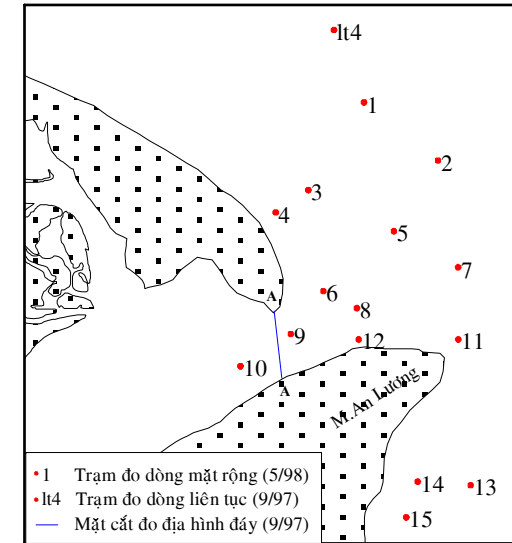 lt4
1
2
3
4
5
7
6
8
A
9
12
11
10
A
M.An Lương
14
13
15
1 Trạm đo dòng mặt rộng (5/98)
lt4 Trạm đo dòng liên tục (9/97)
Mặt cắt đo địa hình đáy (9/97)